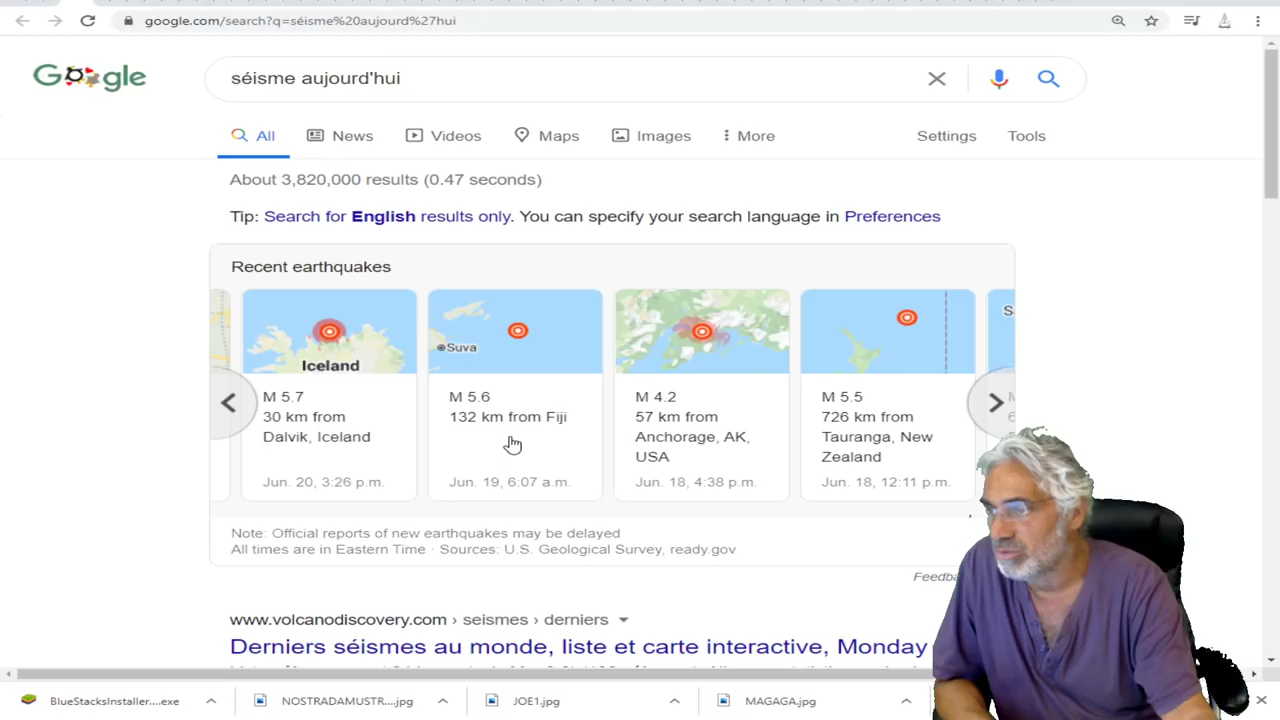 google.com/search?q=séisme%20aujourd%27hui
Google
séisme aujourd'hui
All
News
Videos
Maps
Images
More
Settings
Tools
About 3,820,000 results (0.47 seconds)
Tip: Search for English results only. You can specify your search language in Preferences
Recent earthquakes
Iceland
Suva
S
M 5.7
30 km from
Dalvik, Iceland
Jun. 20, 3:26 p.m.
M 5.6
132 km from Fiji
Jun. 19, 6:07 a.m.
M 4.2
57 km from
Anchorage, AK,
USA
Jun. 18, 4:38 p.m.
M 5.5
726 km from
Tauranga, New
Zealand
Jun. 18, 12:11 p.m.
Note: Official reports of new earthquakes may be delayed
All times are in Eastern Time · Sources: U.S. Geological Survey, ready.gov
Feedb
www.volcanodiscovery.com › seismes › derniers
Derniers séismes au monde, liste et carte interactive, Monday
BlueStacksInstaller....exe
NOSTRADAMUSTR....jpg
JOE1.jpg
MAGAGA.jpg